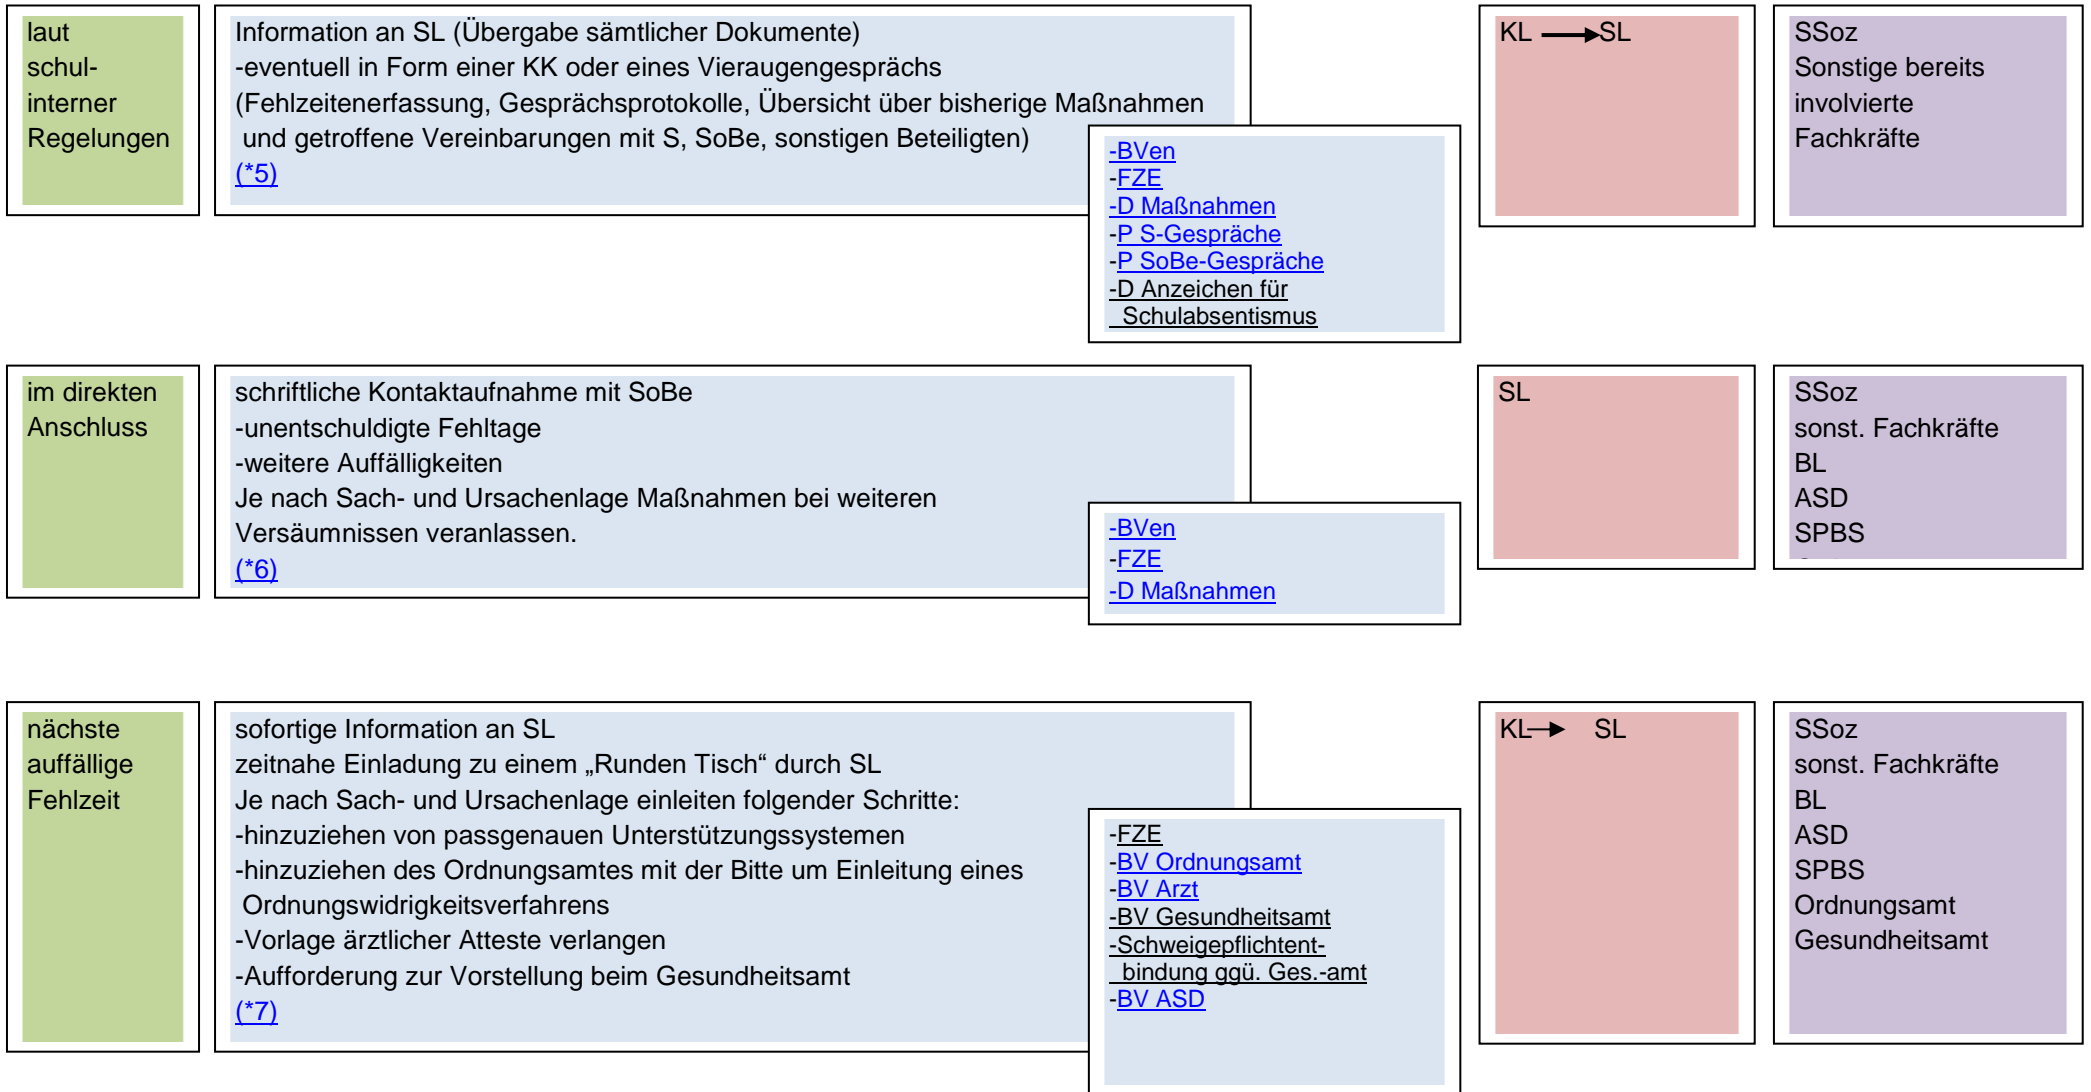 laut
schul-
interner
Regelungen
Information an SL (Übergabe sämtlicher Dokumente)
-eventuell in Form einer KK oder eines Vieraugengesprächs
(Fehlzeitenerfassung, Gesprächsprotokolle, Übersicht über bisherige Maßnahmen
und getroffene Vereinbarungen mit S, SoBe, sonstigen Beteiligten)
(*5)
-BVen
-FZE
-D Maßnahmen
-P S-Gespräche
-P SoBe-Gespräche
-D Anzeichen für
Schulabsentismus
KL SL
SSoz
Sonstige bereits
involvierte
Fachkräfte
im direkten
Anschluss
schriftliche Kontaktaufnahme mit SoBe
-unentschuldigte Fehltage
-weitere Auffälligkeiten
Je nach Sach- und Ursachenlage Maßnahmen bei weiteren
Versäumnissen veranlassen.
(*6)
-BVen
-FZE
-D Maßnahmen
SL
SSoz
sonst. Fachkräfte
BL
ASD
SPBS
nächste
auffällige
Fehlzeit
sofortige Information an SL
zeitnahe Einladung zu einem „Runden Tisch“ durch SL
Je nach Sach- und Ursachenlage einleiten folgender Schritte:
-hinzuziehen von passgenauen Unterstützungssystemen
-hinzuziehen des Ordnungsamtes mit der Bitte um Einleitung eines
Ordnungswidrigkeitsverfahrens
-Vorlage ärztlicher Atteste verlangen
-Aufforderung zur Vorstellung beim Gesundheitsamt
(*7)
-FZE
-BV Ordnungsamt
-BV Arzt
-BV Gesundheitsamt
-Schweigepflichtent-
bindung ggü. Ges.-amt
-BV ASD
KL SL
SSoz
sonst. Fachkräfte
BL
ASD
SPBS
Ordnungsamt
Gesundheitsamt